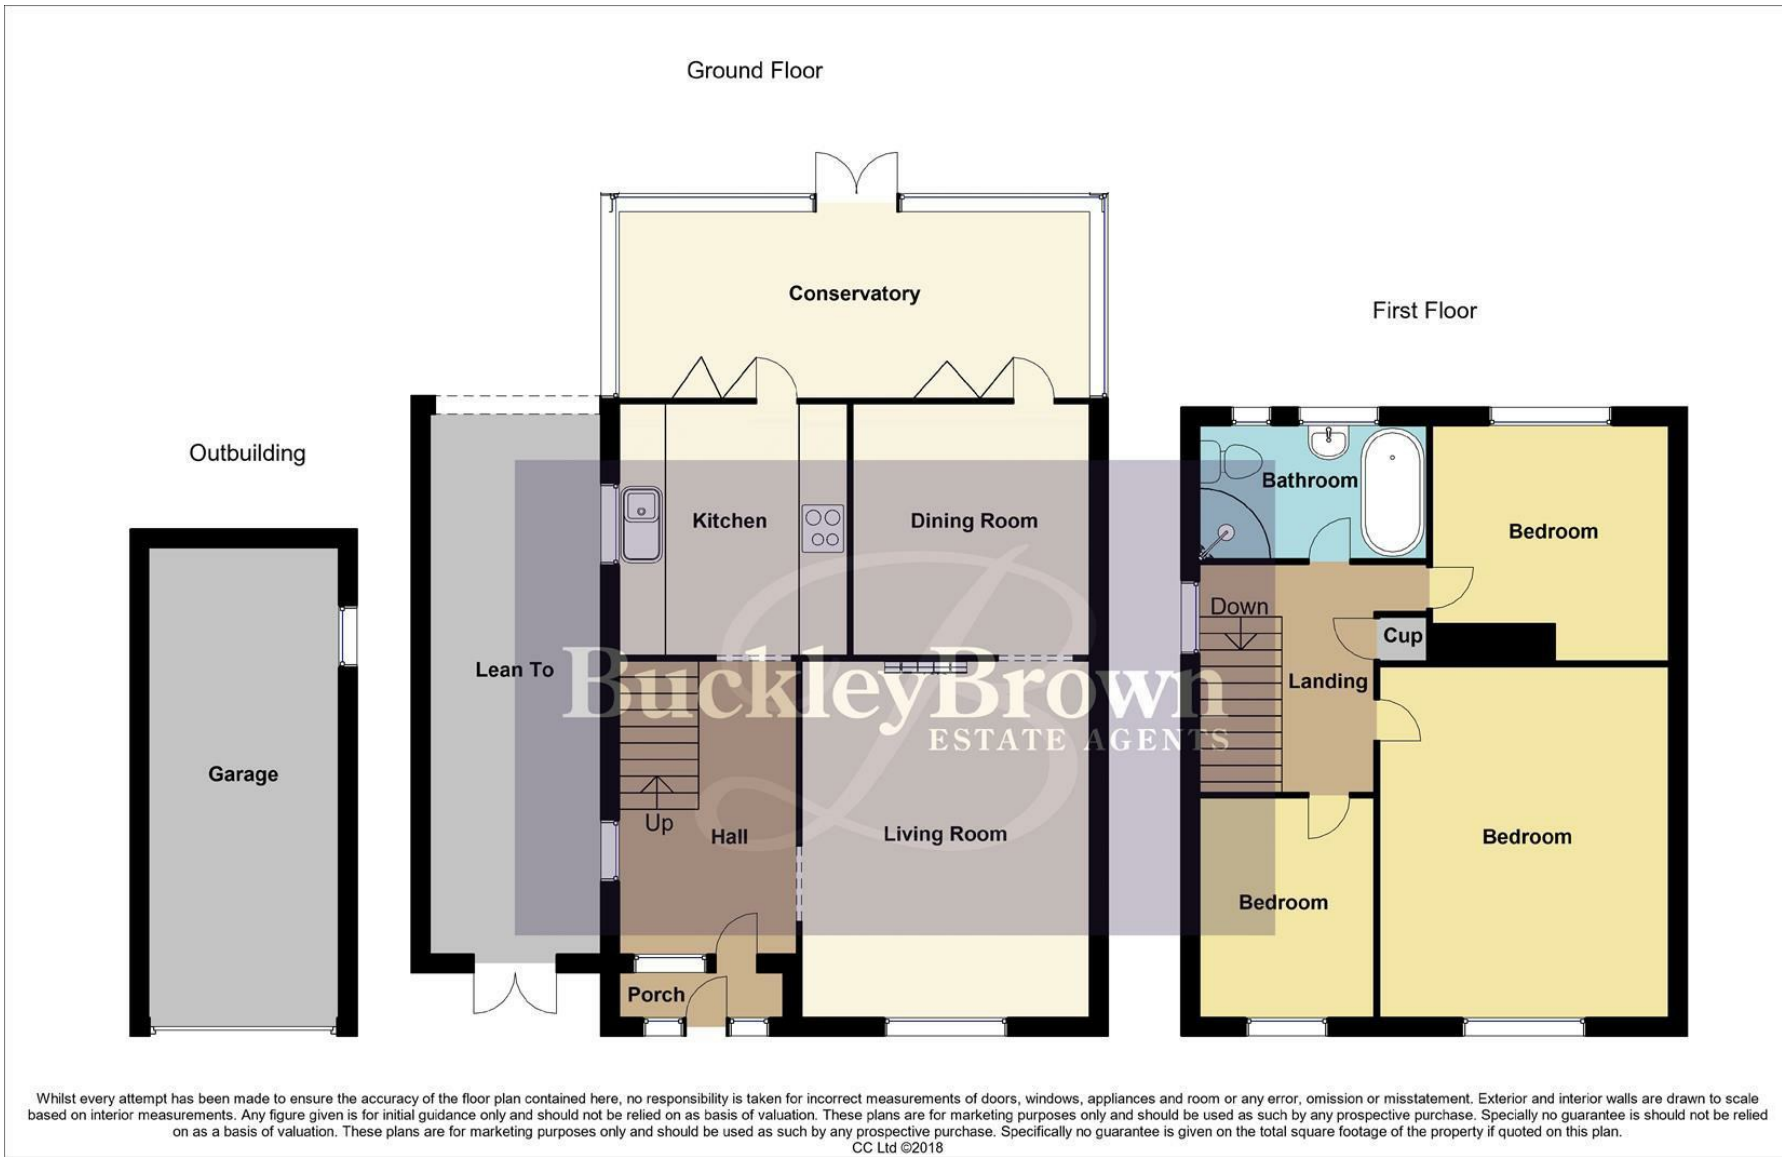 Ground Floor
Conservatory
First Floor
Outbuilding
Bathroom
Kitchen
Dining Room
Bedroom
Down
Cup
Lean To
Landing
BuckleyBrown
ESTATE AGENTS
Garage
Up
Hall
Living Room
Bedroom
Bedroom
Porch
Whilst every attempt has been made to ensure the accuracy of the floor plan contained here, no responsibility is taken for incorrect measurements of doors, windows, appliances and room or any error, omission or misstatement. Exterior and interior walls are drawn to scale
based on interior measurements. Any figure given is for initial guidance only and should not be relied on as basis of valuation. These plans are for marketing purposes only and should be used as such by any prospective purchase. Specially no guarantee is should not be relied
on as a basis of valuation. These plans are for marketing purposes only and should be used as such by any prospective purchase. Specifically no guarantee is given on the total square footage of the property if quoted on this plan.
CC Ltd ©2018